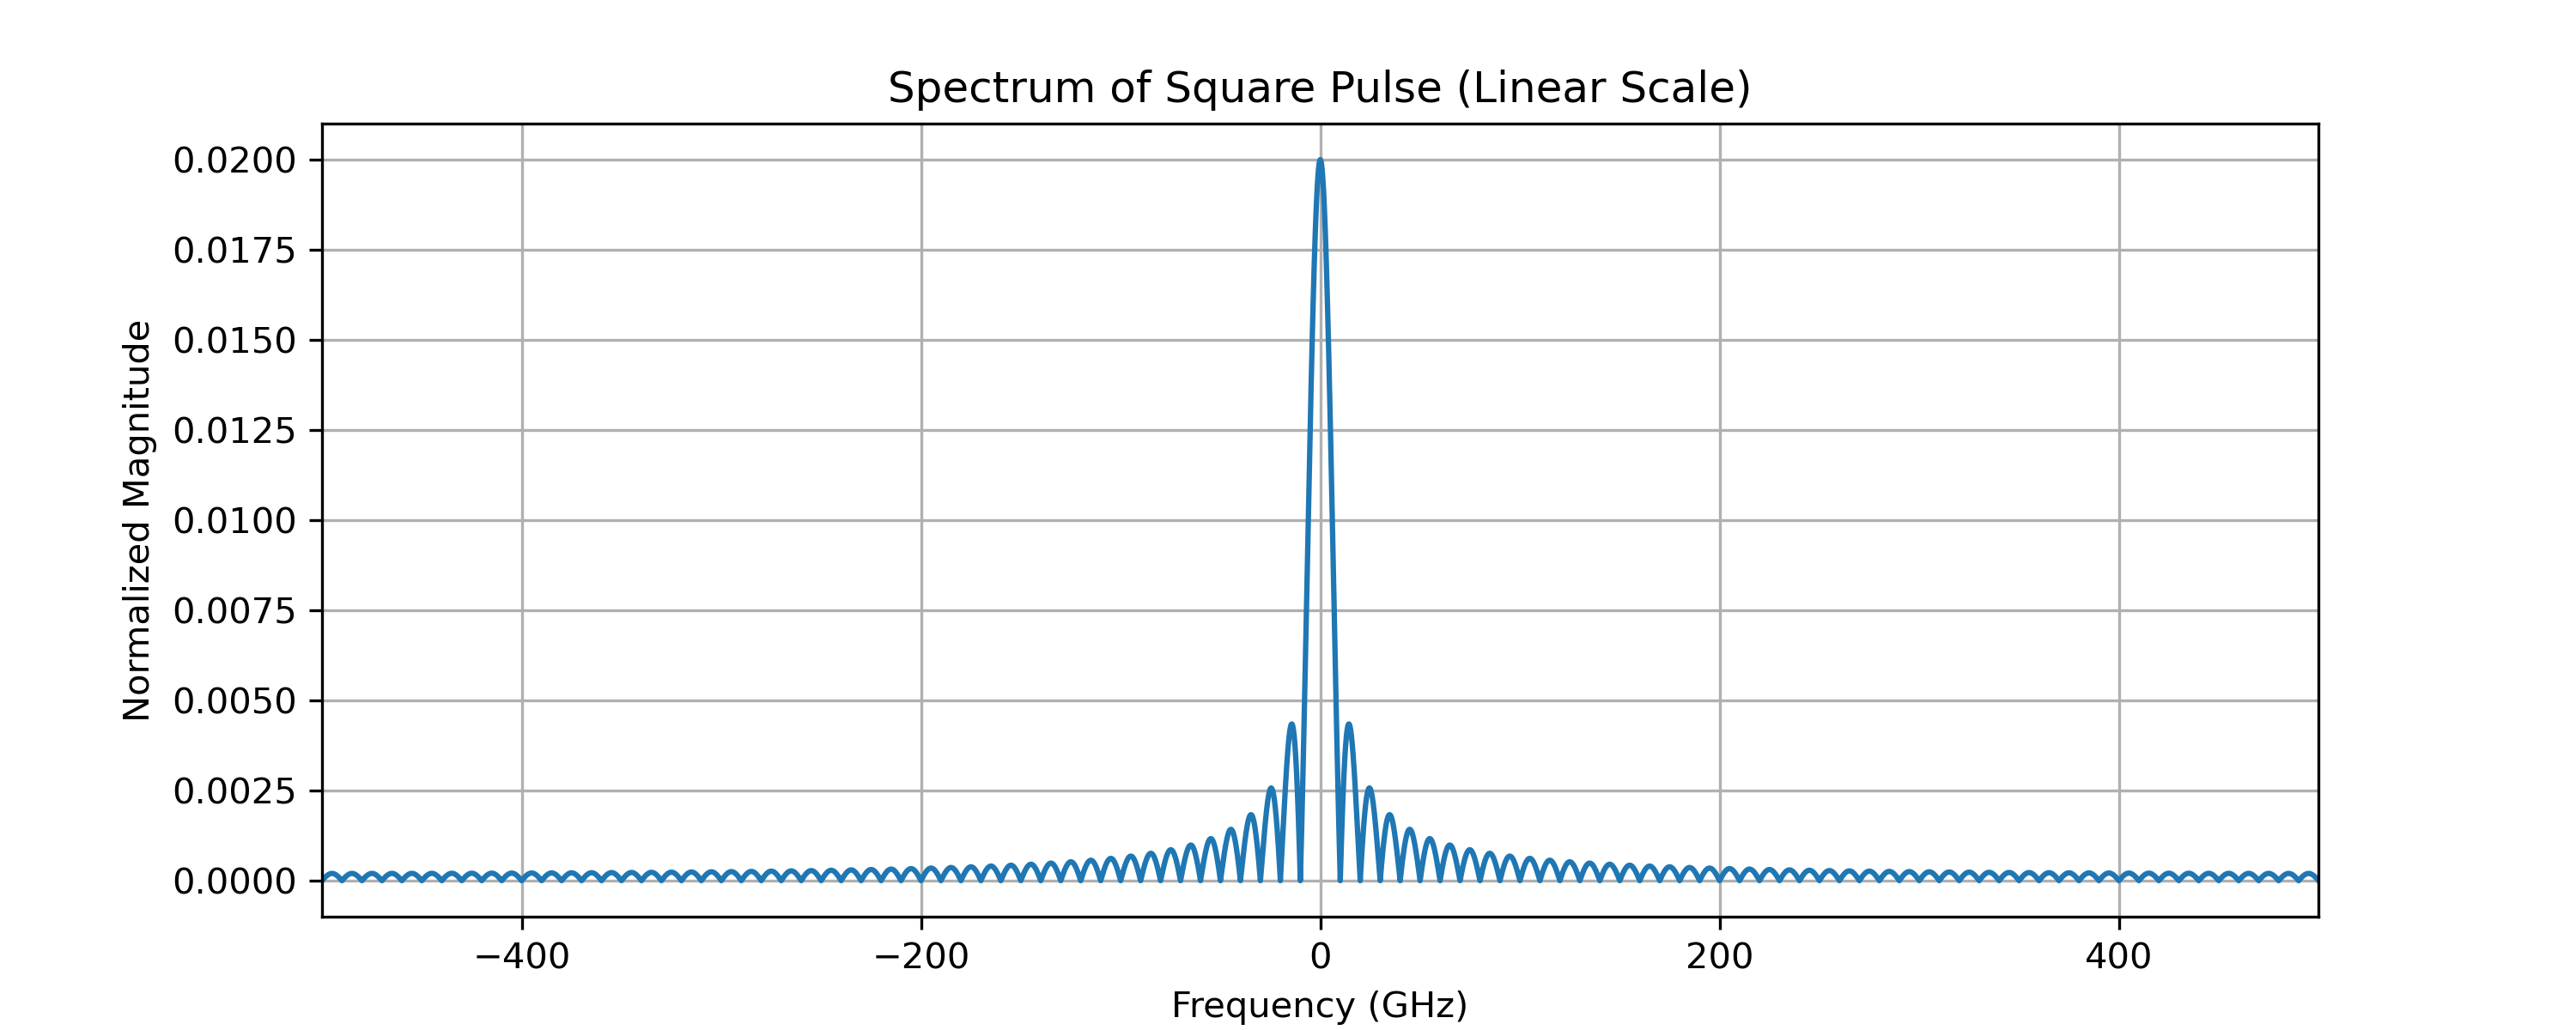 Spectrum of Square Pulse (Linear Scale)
Normalized Magnitude
0.0200
0.0175
0.0150
0.0125
0.0100
0.0075
0.0050
0.0025
0.0000
−400 −200 0 200 400
Frequency (GHz)